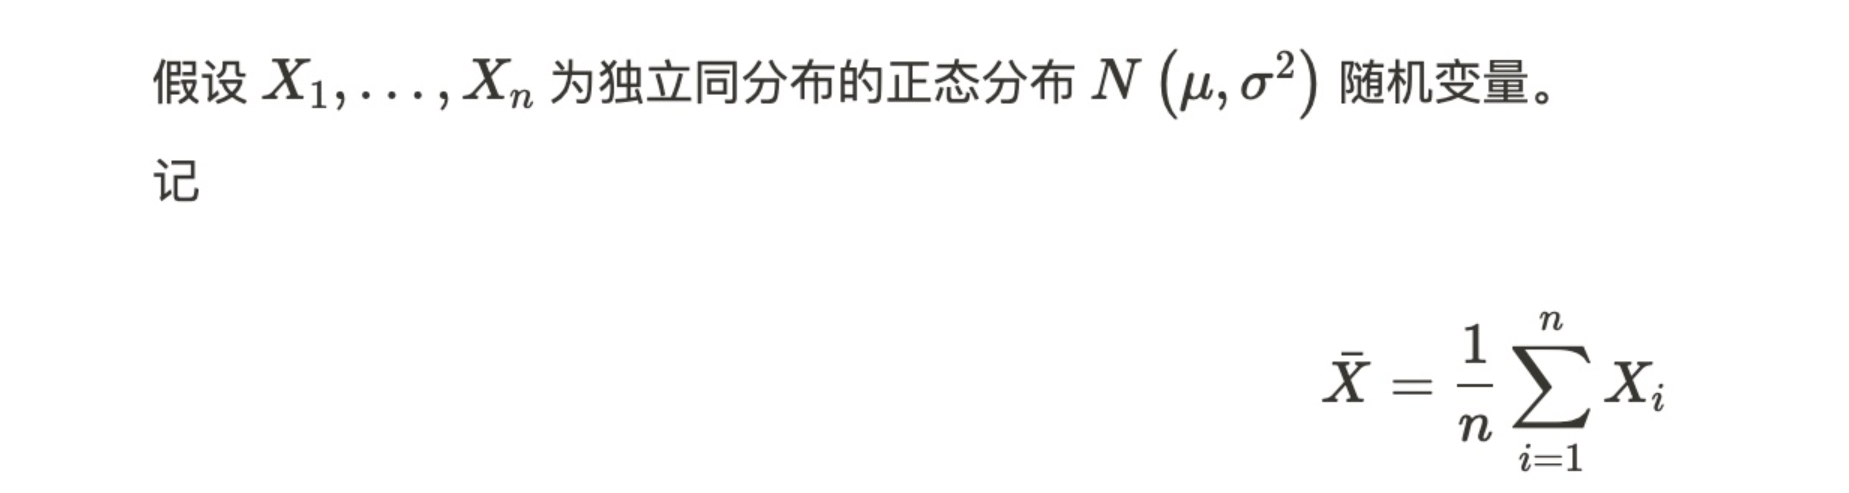 假设 $X_1, \ldots, X_n$ 为独立同分布的正态分布 $N\left(\mu, \sigma^2\right)$ 随机变量。
记
$\bar{X} = \frac{1}{n} \sum_{i=1}^{n} X_i$